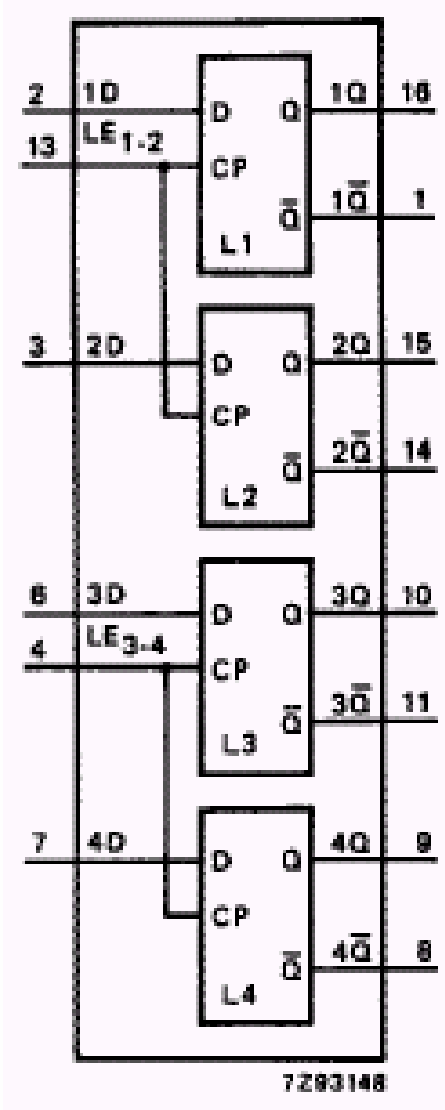 2 1D D Q 1Q 16
13 LE1-2 CP
Q̅ 1Q̅ 1
L1
3 2D D Q 2Q 15
CP
Q̅ 2Q̅ 14
L2
6 3D D Q 3Q 10
4 LE3-4 CP
Q̅ 3Q̅ 11
L3
7 4D D Q 4Q 9
CP
Q̅ 4Q̅ 8
L4
7Z93148